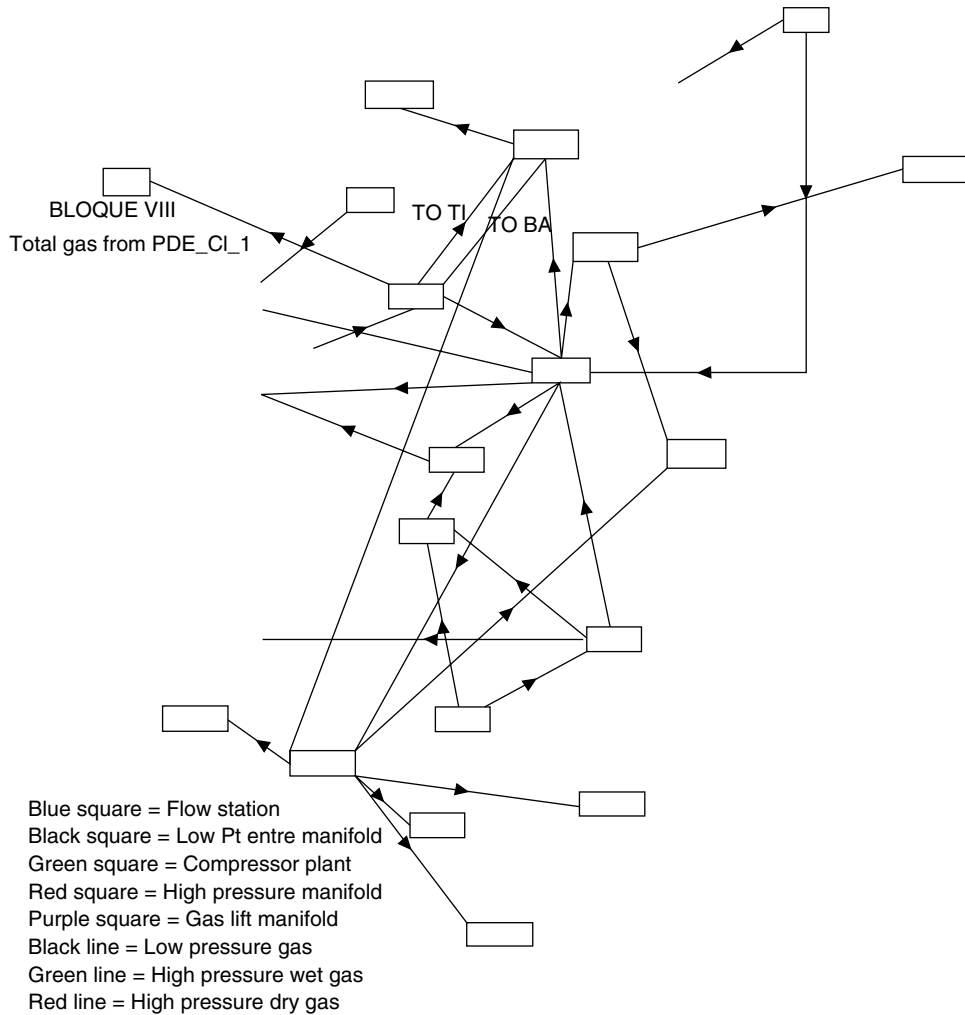 TO TI
BLOQUE VIII
TO BA
Total gas from PDE_CI_1
Blue square = Flow station
Black square = Low Pt entre manifold
Green square = Compressor plant
Red square = High pressure manifold
Purple square = Gas lift manifold
Black line = Low pressure gas
Green line = High pressure wet gas
Red line = High pressure dry gas